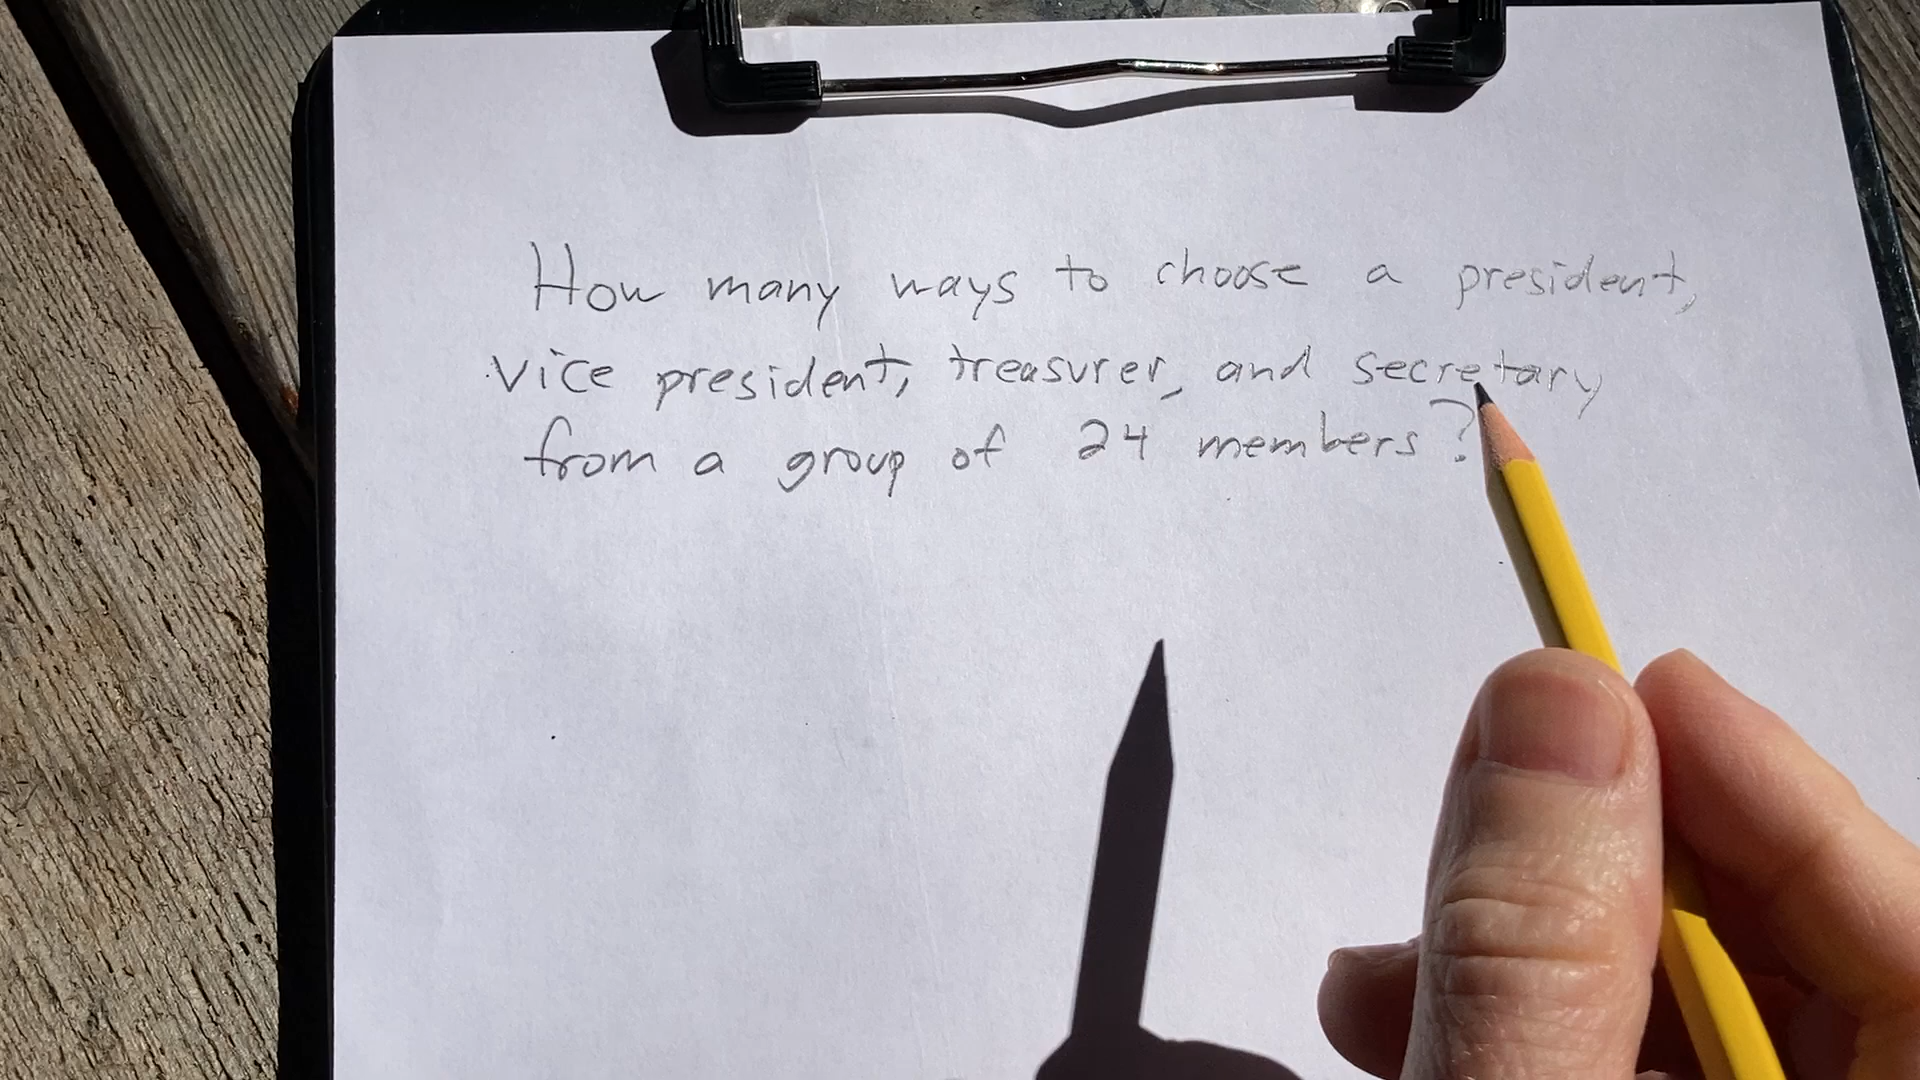 How many ways to choose a president,
vice president, treasurer, and secretary
from a group of 24 members?